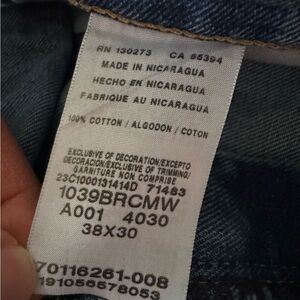 RN 130273 CA 55394
MADE IN NICARAGUA
HECHO EN NICARAGUA
FABRIQUE AU NICARAGUA
100% COTTON / ALGODON / COTON
EXCLUSIVE OF DECORATION/EXCEPTO
DECORACION/EXCLUSIVE OF TRIMMING/
GARNITURE NON COMPRISE
23C1000131414D 71483
1039BRCMW
A001 4030
38X30
70116261-008
191056578053